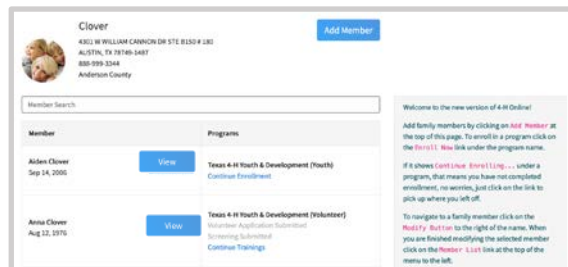 Clover
4301 W WILLIAM CANNON DR STE B150 # 180
AUSTIN, TX 78749-1487
888-999-3344
Anderson County
Add Member
Member Search
Member
Programs
Aiden Clover
Sep 14, 2006
View
Texas 4-H Youth & Development (Youth)
Continue Enrollment
Anna Clover
Aug 12, 1976
View
Texas 4-H Youth & Development (Volunteer)
Volunteer Application Submitted
Screening Submitted
Continue Trainings
Welcome to the new version of 4-H Online!
Add family members by clicking on Add Member at
the top of this page. To enroll in a program click on
the Enroll Now link under the program name.
If it shows Continue Enrolling... under a
program, that means you have not completed
enrollment, no worries, just click on the link to
pick up where you left off.
To navigate to a family member click on the
Modify Button to the right of the name. When
you are finished modifying the selected member
click on the Member List link at the top of the
menu to the left.